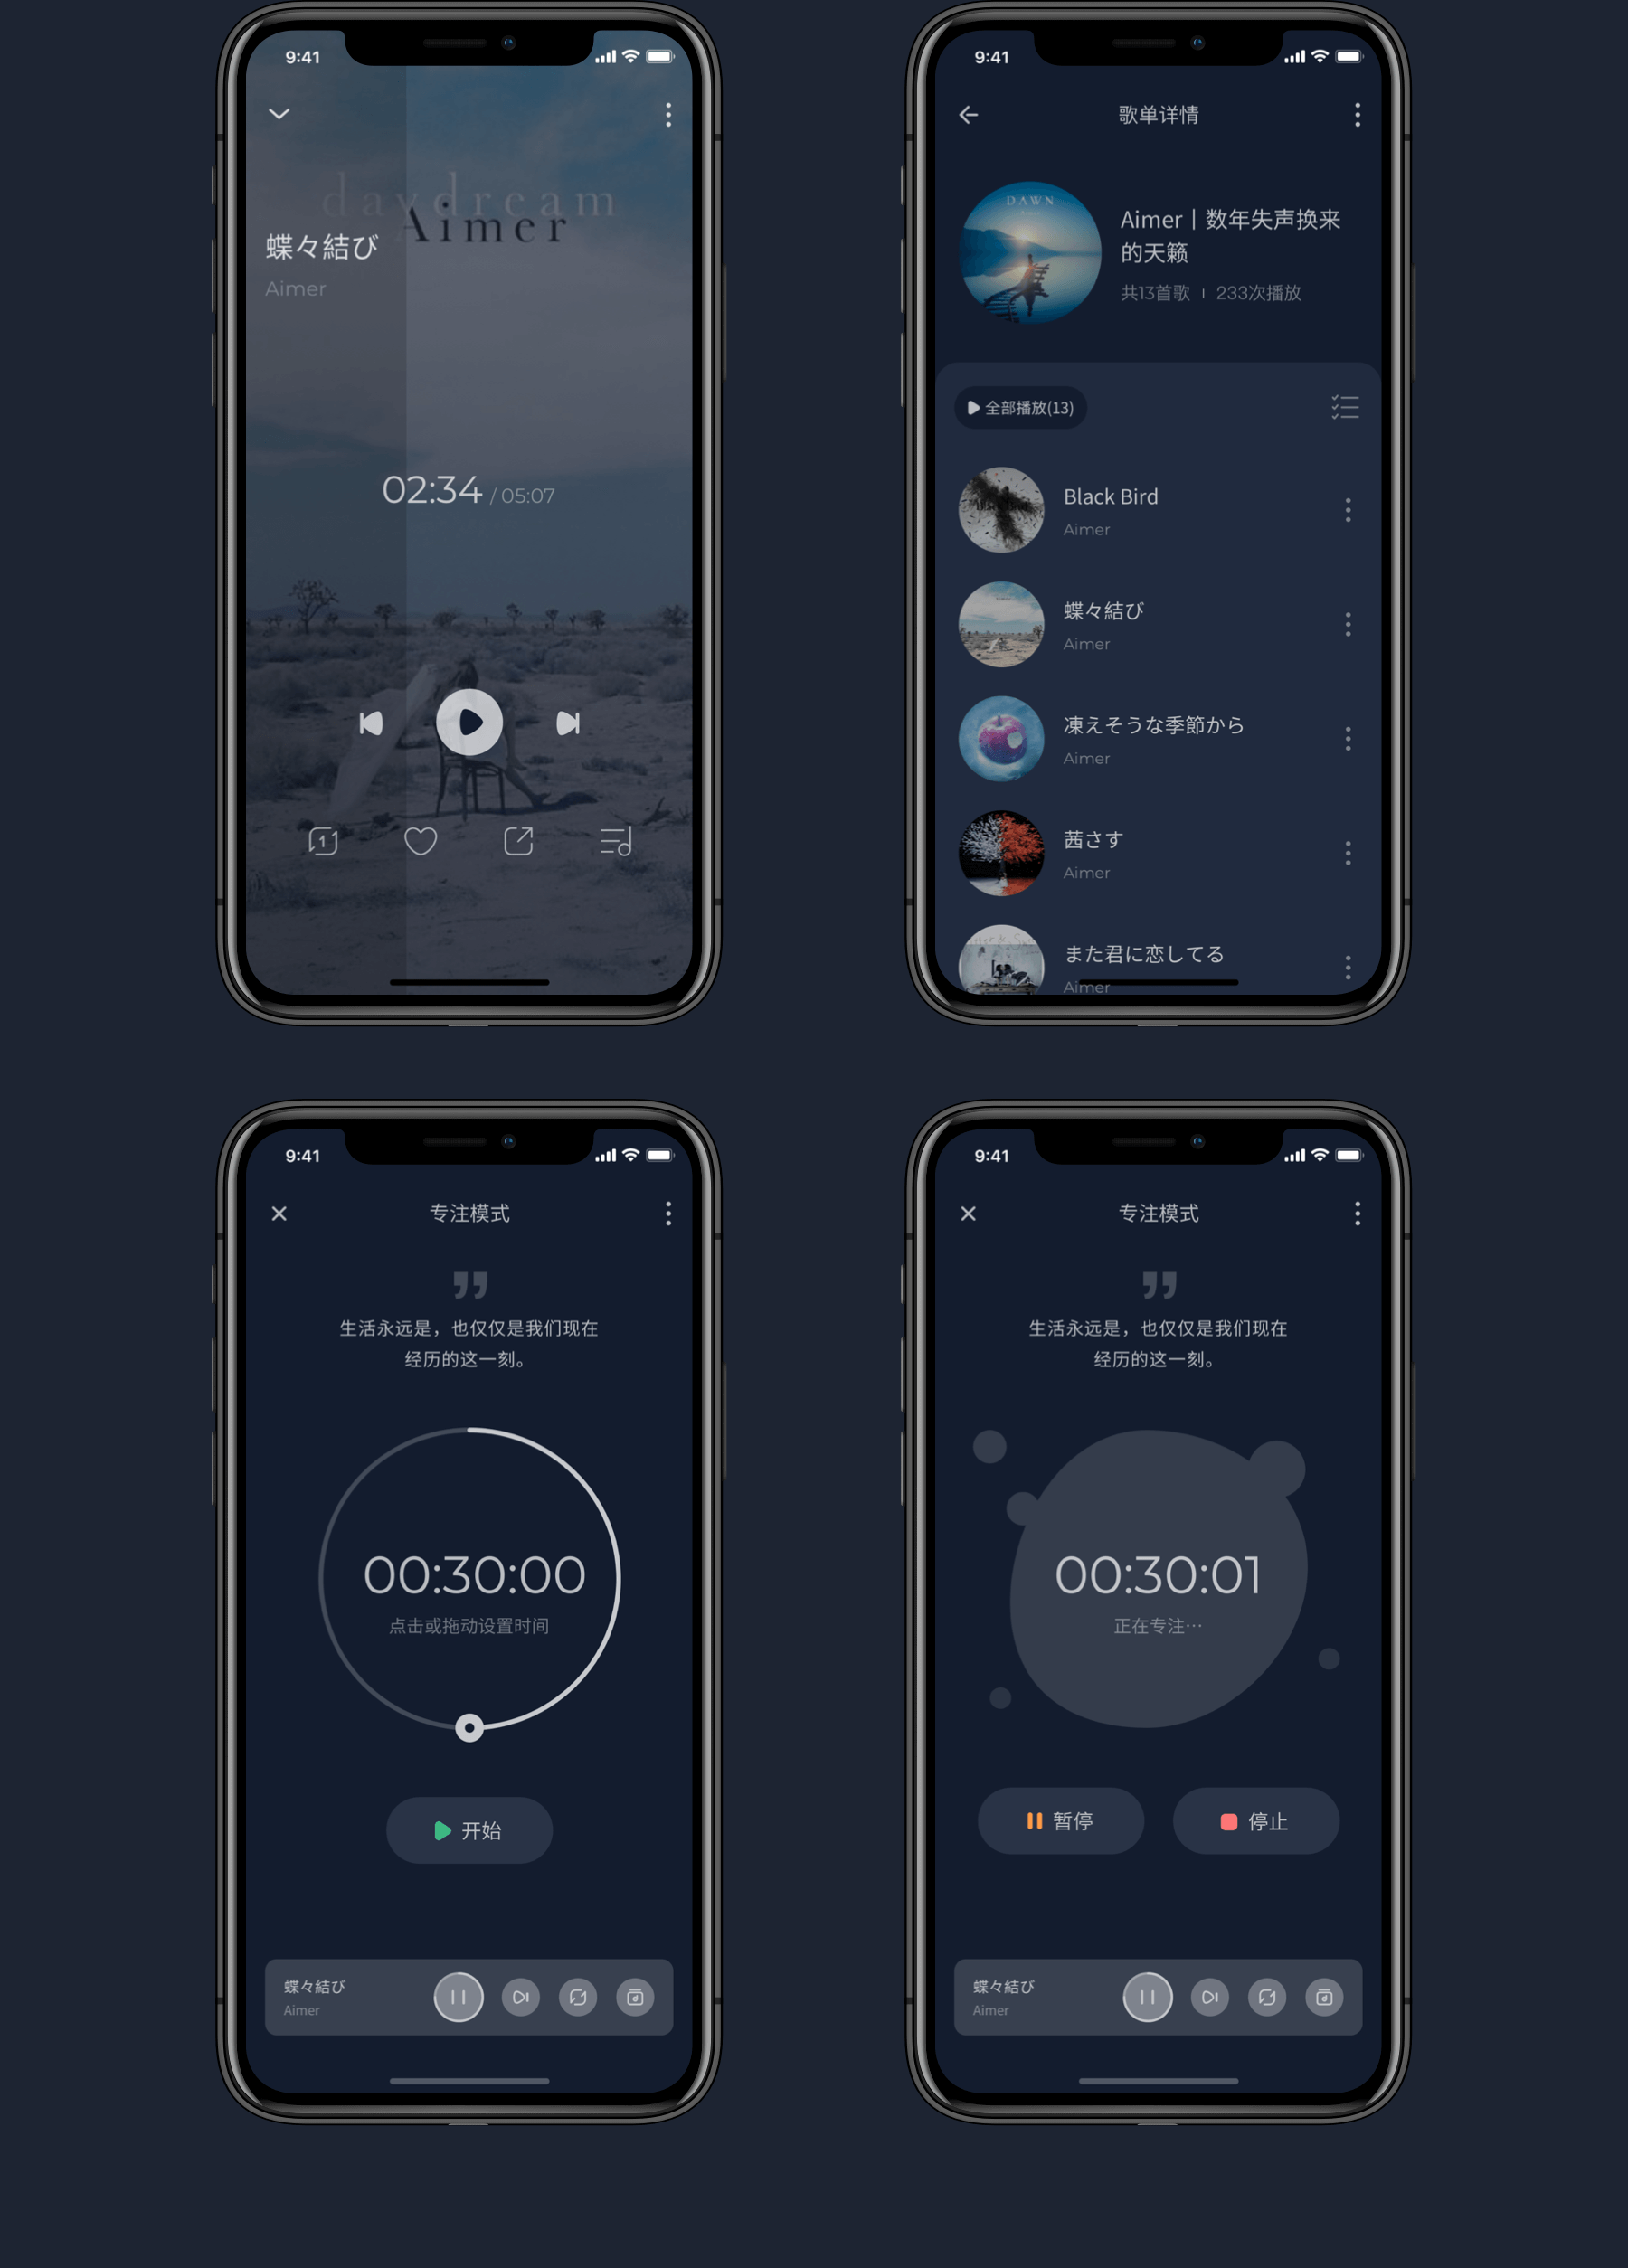 9:41
daydream
Aimer
蝶々結び
Aimer
02:34 / 05:07
1
9:41
歌单详情
DAWN
Aimer丨数年失声换来
的天籁
共13首歌 | 233次播放
全部播放(13)
Black Bird
Aimer
蝶々結び
Aimer
凍えそうな季節から
Aimer
茜さす
Aimer
また君に恋してる
Aimer
9:41
专注模式
生活永远是，也仅仅是我们现在
经历的这一刻。
00:30:00
点击或拖动设置时间
开始
蝶々結び
Aimer
9:41
专注模式
生活永远是，也仅仅是我们现在
经历的这一刻。
00:30:01
正在专注…
暂停
停止
蝶々結び
Aimer